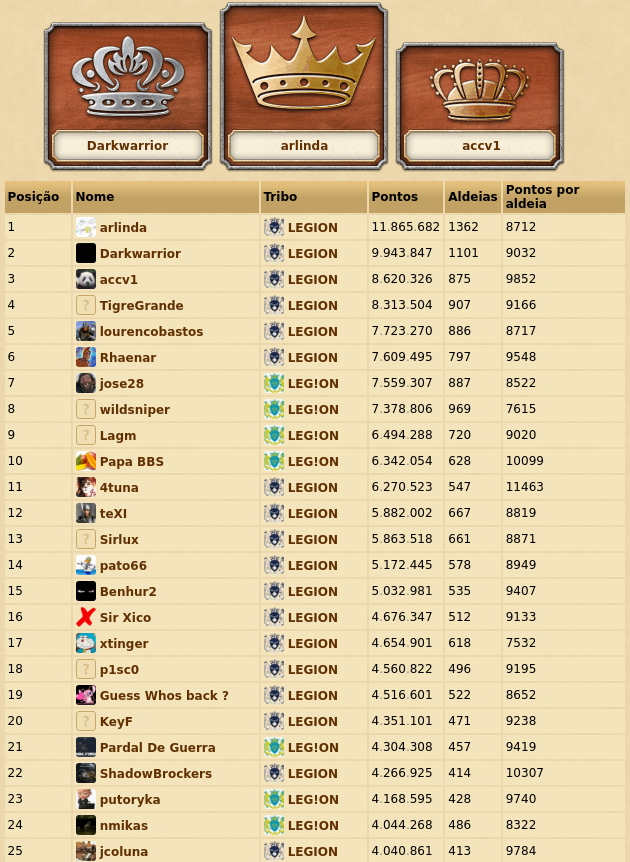 Darkwarrior
arlinda
accv1
Posição Nome Tribo Pontos Aldeias Pontos por aldeia
1 arlinda LEGION 11.865.682 1362 8712
2 Darkwarrior LEGION 9.943.847 1101 9032
3 accv1 LEGION 8.620.326 875 9852
4 TigreGrande LEGION 8.313.504 907 9166
5 lourencobastos LEGION 7.723.270 886 8717
6 Rhaenar LEGION 7.609.495 797 9548
7 jose28 LEG!ON 7.559.307 887 8522
8 wildsniper LEG!ON 7.378.806 969 7615
9 Lagm LEG!ON 6.494.288 720 9020
10 Papa BBS LEG!ON 6.342.054 628 10099
11 4tuna LEGION 6.270.523 547 11463
12 teXI LEGION 5.882.002 667 8819
13 Sirlux LEGION 5.863.518 661 8871
14 pato66 LEGION 5.172.445 578 8949
15 Benhur2 LEGION 5.032.981 535 9407
16 Sir Xico LEGION 4.676.347 512 9133
17 xtinger LEGION 4.654.901 618 7532
18 p1sc0 LEGION 4.560.822 496 9195
19 Guess Whos back ? LEGION 4.516.601 522 8652
20 KeyF LEGION 4.351.101 471 9238
21 Pardal De Guerra LEG!ON 4.304.308 457 9419
22 ShadowBrockers LEGION 4.266.925 414 10307
23 putoryka LEG!ON 4.168.595 428 9740
24 nmikas LEG!ON 4.044.268 486 8322
25 jcoluna LEGION 4.040.861 413 9784